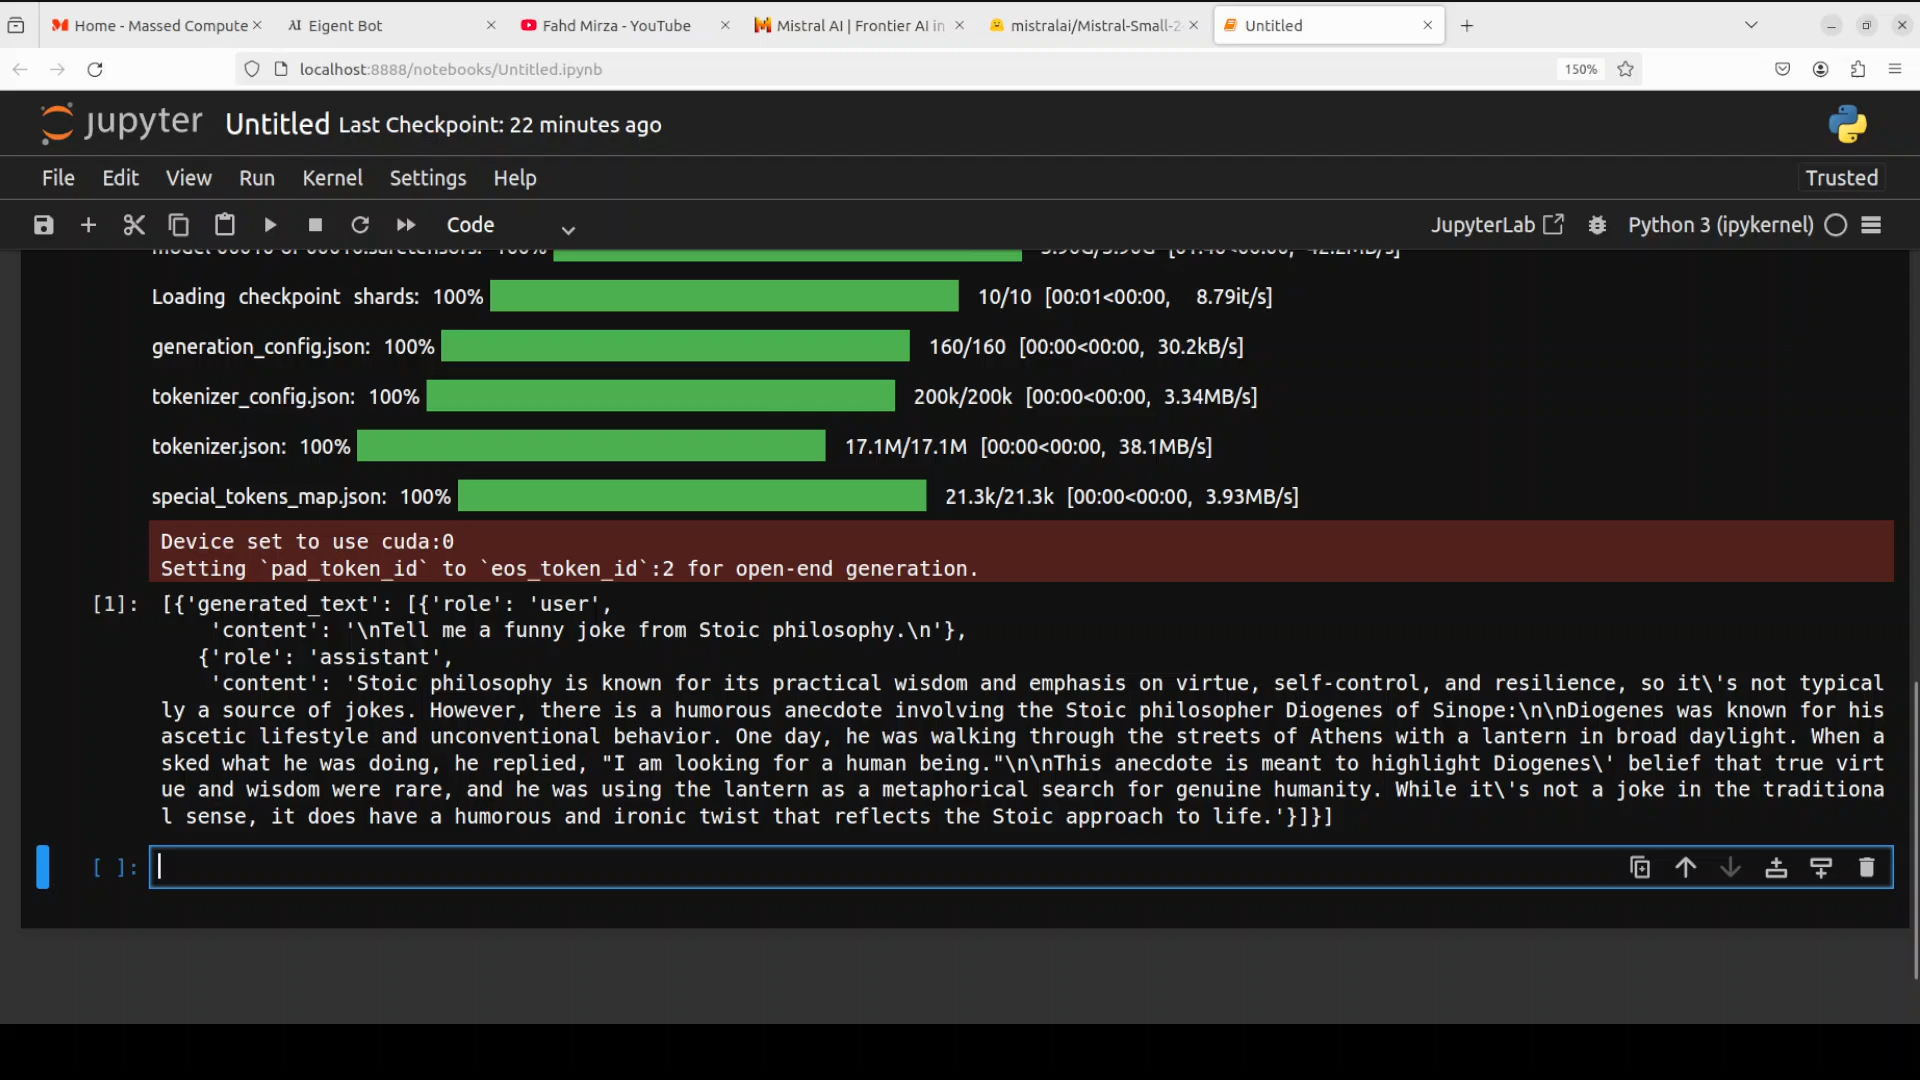 Home - Massed Compute
AI Eigent Bot
Fahd Mirza - YouTube
Mistral AI | Frontier AI in
mistralai/Mistral-Small-2
Untitled
localhost:8888/notebooks/Untitled.ipynb
150%
jupyter Untitled Last Checkpoint: 22 minutes ago
File Edit View Run Kernel Settings Help
Trusted
Code
JupyterLab
Python 3 (ipykernel)
Loading checkpoint shards: 100% 10/10 [00:01<00:00, 8.79it/s]
generation_config.json: 100% 160/160 [00:00<00:00, 30.2kB/s]
tokenizer_config.json: 100% 200k/200k [00:00<00:00, 3.34MB/s]
tokenizer.json: 100% 17.1M/17.1M [00:00<00:00, 38.1MB/s]
special_tokens_map.json: 100% 21.3k/21.3k [00:00<00:00, 3.93MB/s]
Device set to use cuda:0
Setting `pad_token_id` to `eos_token_id`:2 for open-end generation.
[1]: [{'generated_text': [{'role': 'user',
'content': '\nTell me a funny joke from Stoic philosophy.\n'},
{'role': 'assistant',
'content': 'Stoic philosophy is known for its practical wisdom and emphasis on virtue, self-control, and resilience, so it\'s not typical
ly a source of jokes. However, there is a humorous anecdote involving the Stoic philosopher Diogenes of Sinope:\n\nDiogenes was known for his
ascetic lifestyle and unconventional behavior. One day, he was walking through the streets of Athens with a lantern in broad daylight. When a
sked what he was doing, he replied, "I am looking for a human being."\n\nThis anecdote is meant to highlight Diogenes\' belief that true virt
ue and wisdom were rare, and he was using the lantern as a metaphorical search for genuine humanity. While it\'s not a joke in the traditiona
l sense, it does have a humorous and ironic twist that reflects the Stoic approach to life.'}]}]
[ ]: